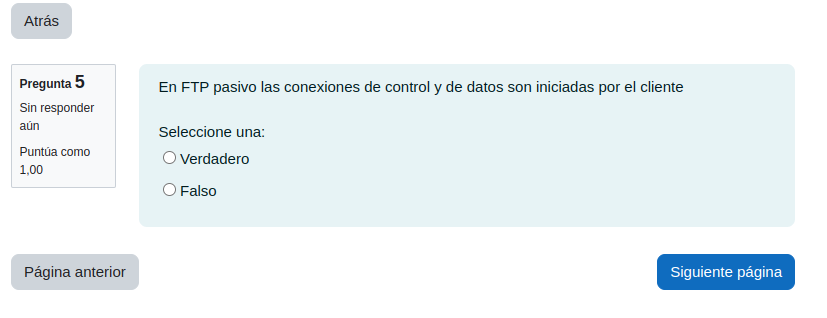 Atrás
Pregunta 5
Sin responder
aún
Puntúa como
1,00
En FTP pasivo las conexiones de control y de datos son iniciadas por el cliente
Seleccione una:
Verdadero
Falso
Página anterior
Siguiente página